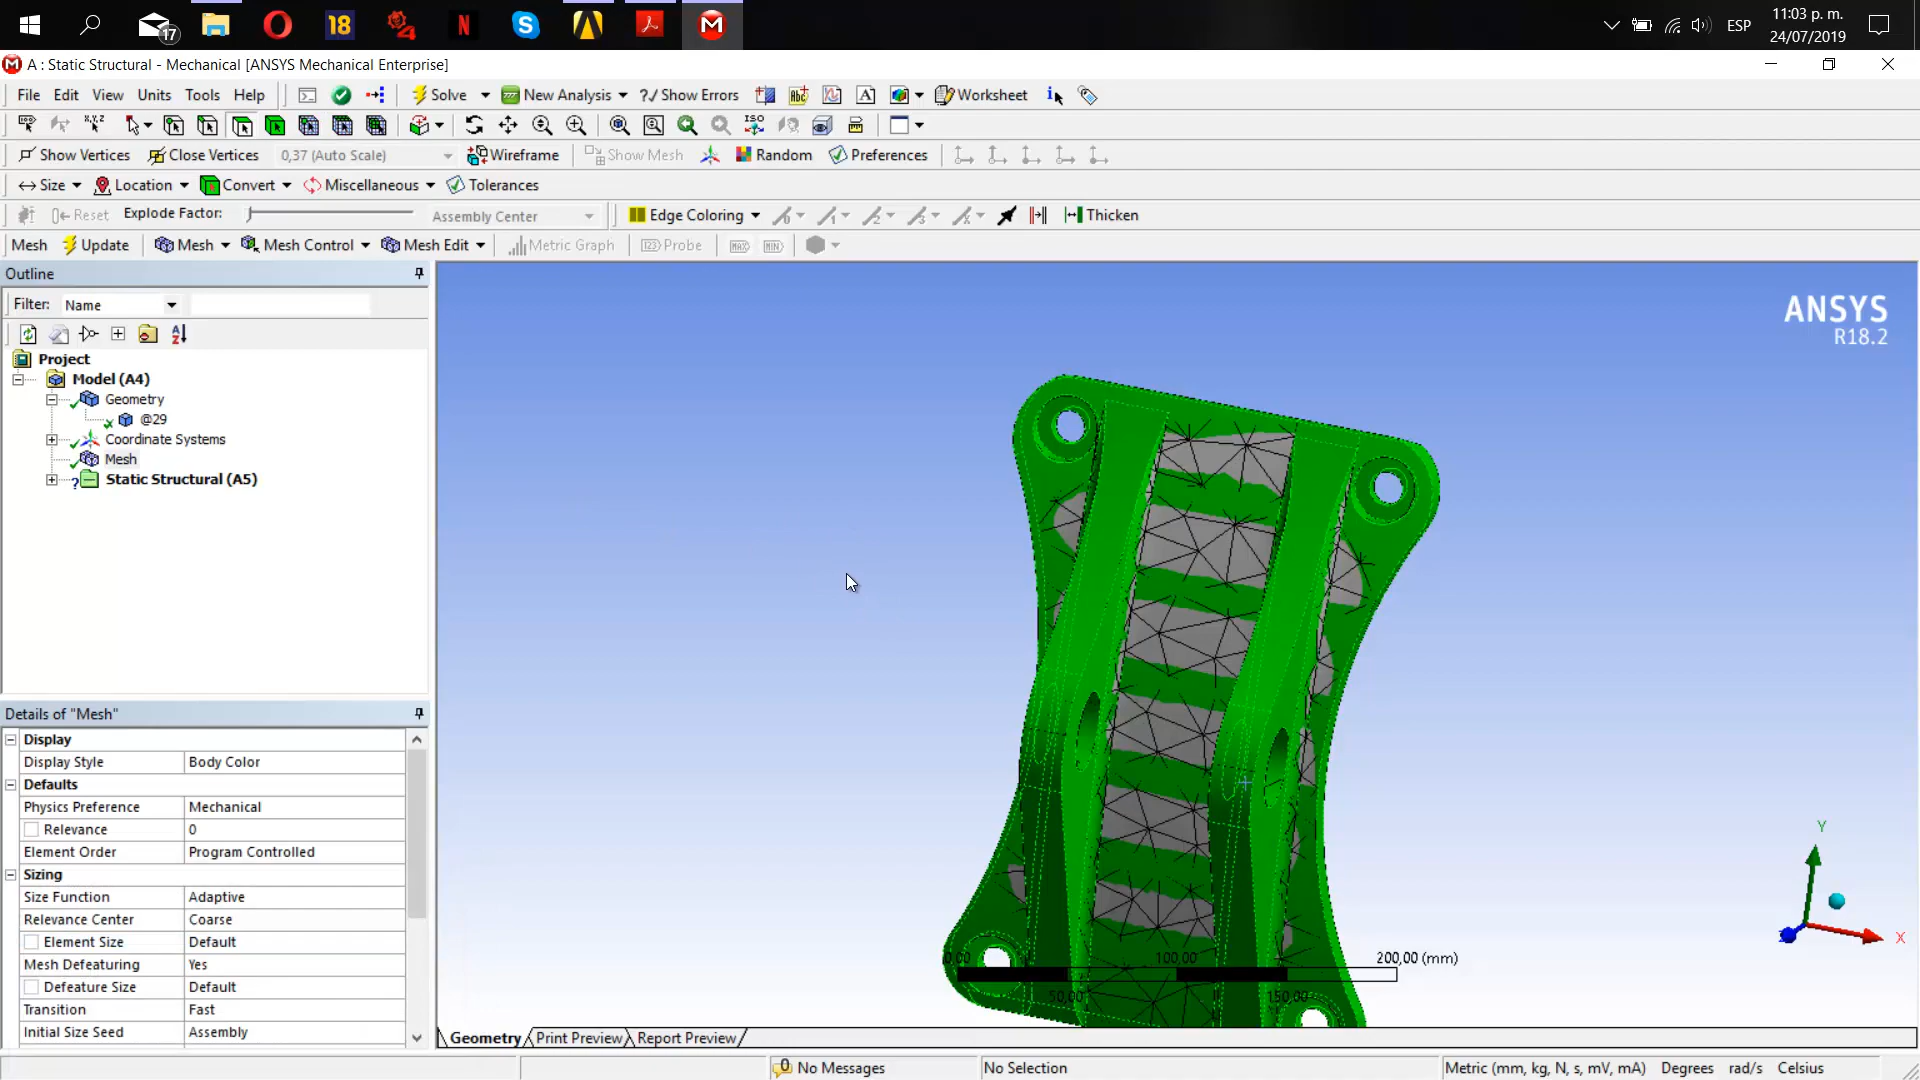 17
18
4
N
S
M
ESP
11:03 p. m.
24/07/2019
A : Static Structural - Mechanical [ANSYS Mechanical Enterprise]
File Edit View Units Tools Help Solve New Analysis ?/ Show Errors Worksheet
Show Vertices Close Vertices 0,37 (Auto Scale) Wireframe Show Mesh Random Preferences
Size Location Convert Miscellaneous Tolerances
Reset Explode Factor: Assembly Center Edge Coloring Thicken
Mesh Update Mesh Mesh Control Mesh Edit Metric Graph Probe MAX MIN
Outline
Filter: Name
Project
Model (A4)
Geometry
@29
Coordinate Systems
Mesh
Static Structural (A5)
Details of "Mesh"
Display
Display Style Body Color
Defaults
Physics Preference Mechanical
Relevance 0
Element Order Program Controlled
Sizing
Size Function Adaptive
Relevance Center Coarse
Element Size Default
Mesh Defeaturing Yes
Defeature Size Default
Transition Fast
Initial Size Seed Assembly
ANSYS
R18.2
Y
X
0,00 100,00 200,00 (mm)
50,00 150,00
Geometry Print Preview Report Preview
No Messages No Selection Metric (mm, kg, N, s, mV, mA) Degrees rad/s Celsius